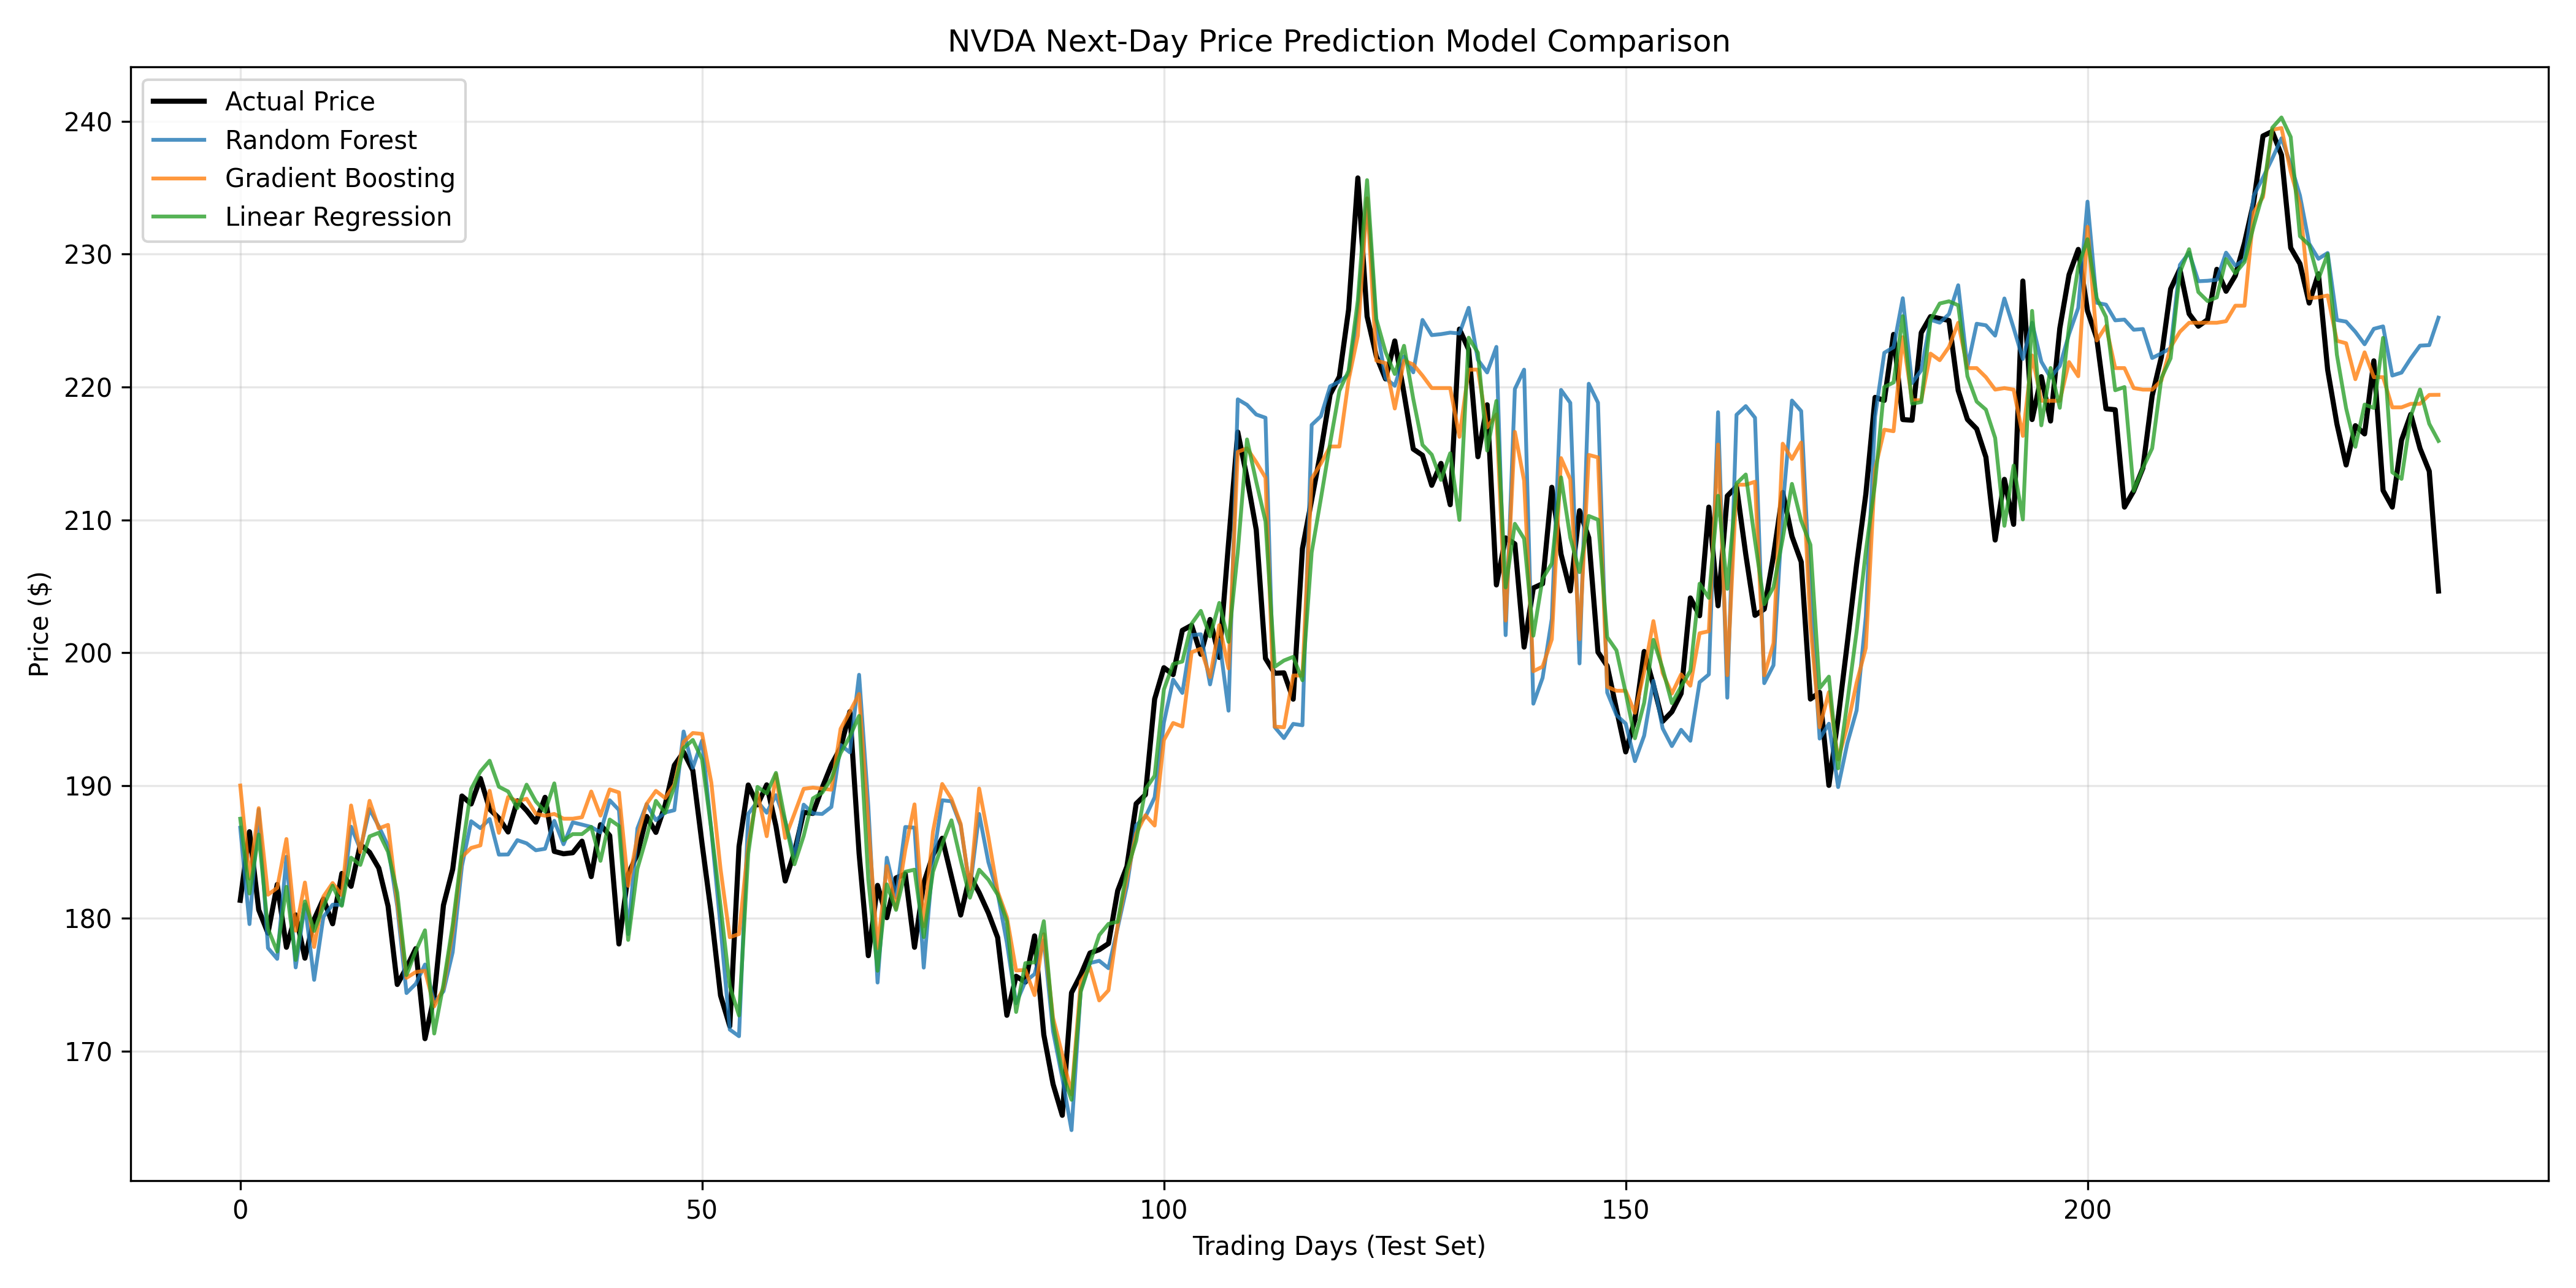 NVDA Next-Day Price Prediction Model Comparison
Actual Price
Random Forest
Gradient Boosting
Linear Regression
240
230
220
210
200
190
180
170
Price ($)
0 50 100 150 200
Trading Days (Test Set)